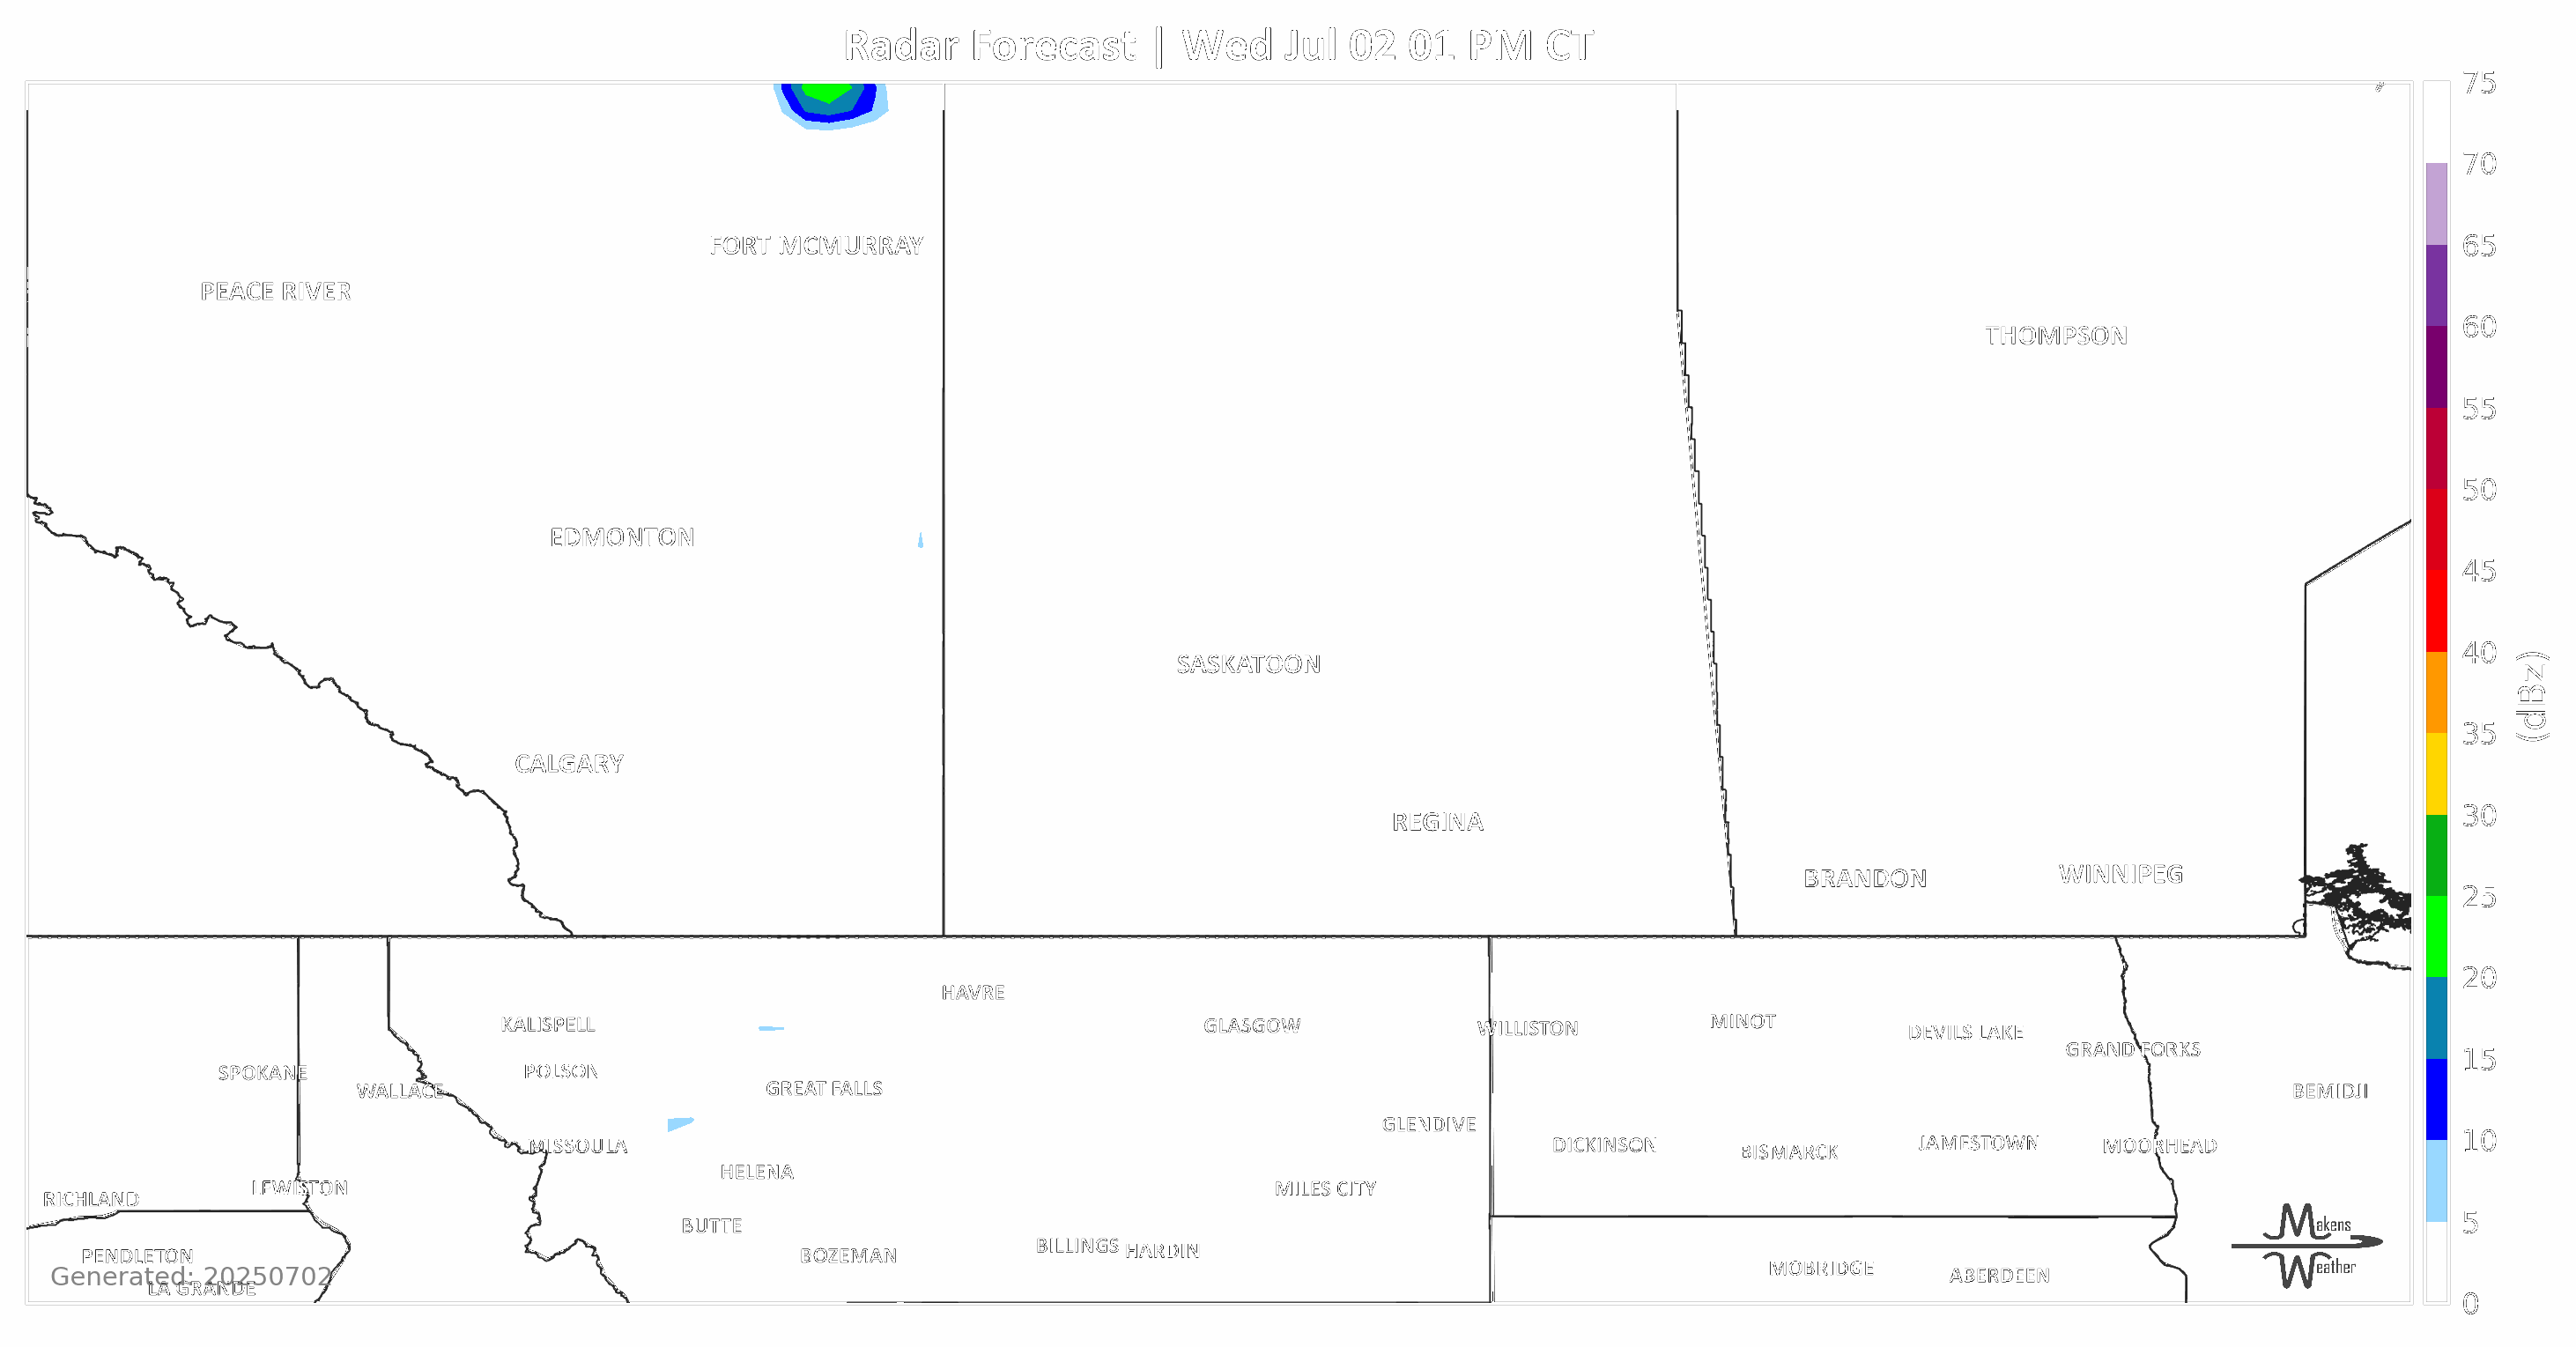 Radar Forecast | Wed Jul 02 01 PM CT
75
70
65
60
55
50
45
40
35
30
25
20
15
10
5
0
(dBz)
FORT MCMURRAY
PEACE RIVER
THOMPSON
EDMONTON
SASKATOON
CALGARY
REGINA
BRANDON
WINNIPEG
HAVRE
KALISPELL
GLASGOW
WILLISTON
MINOT
DEVILS LAKE
GRAND FORKS
SPOKANE
POLSON
WALLACE
GREAT FALLS
BEMIDJI
GLENDIVE
MISSOULA
DICKINSON
BISMARCK
JAMESTOWN
MOORHEAD
HELENA
LEWISTON
MILES CITY
RICHLAND
BUTTE
BILLINGS
HARDIN
PENDLETON
BOZEMAN
MOBRIDGE
ABERDEEN
Generated: 20250702
LA GRANDE
Makens
Weather